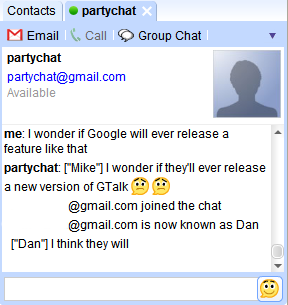 Contacts partychat
Email Call Group Chat
partychat
partychat@gmail.com
Available
me: I wonder if Google will ever release a
feature like that
partychat: ["Mike"] I wonder if they'll ever release
a new version of GTalk
@gmail.com joined the chat
@gmail.com is now known as Dan
["Dan"] I think they will